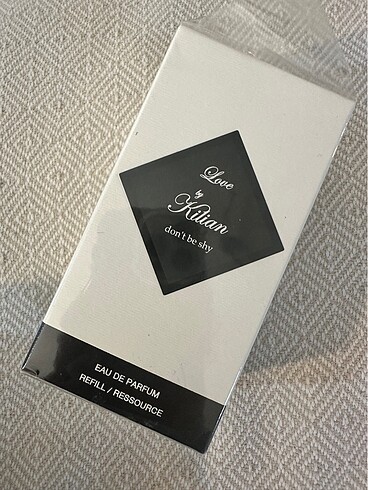 Love
by
Kilian
don't be shy
EAU DE PARFUM
REFILL / RESSOURCE